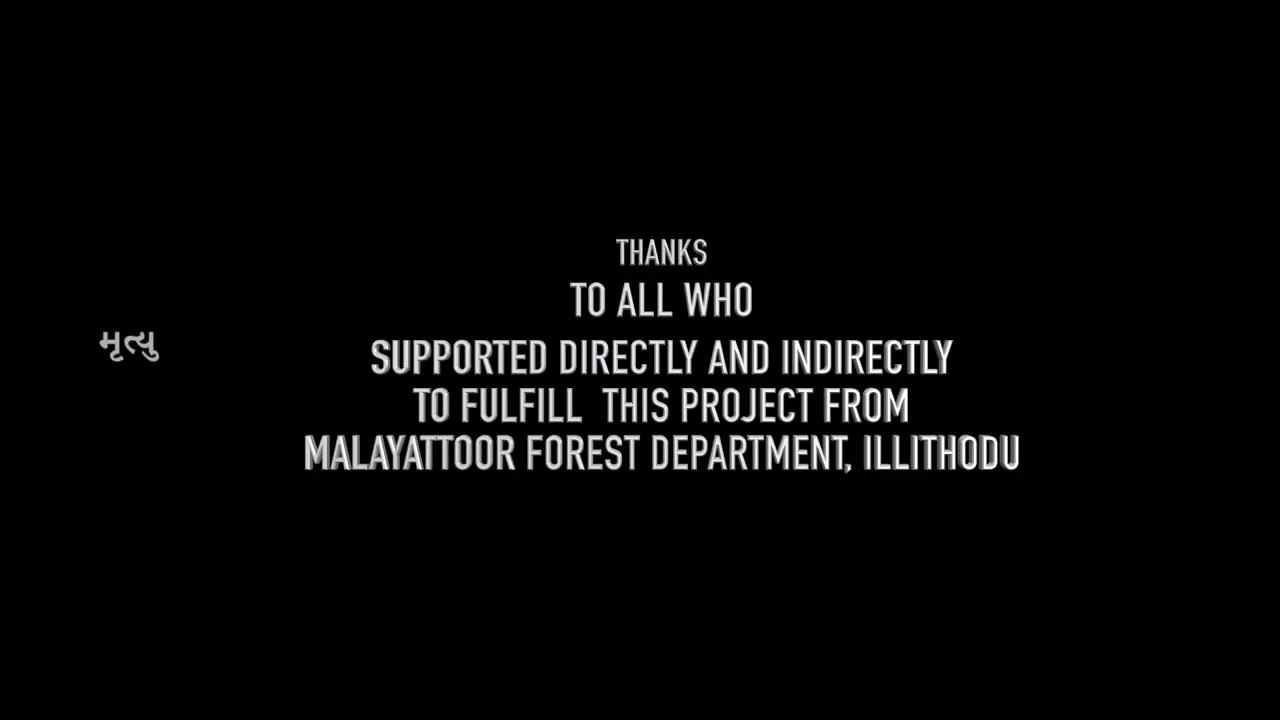 THANKS
TO ALL WHO
મૃત્યુ
SUPPORTED DIRECTLY AND INDIRECTLY
TO FULFILL THIS PROJECT FROM
MALAYATTOOR FOREST DEPARTMENT, ILLITHODU